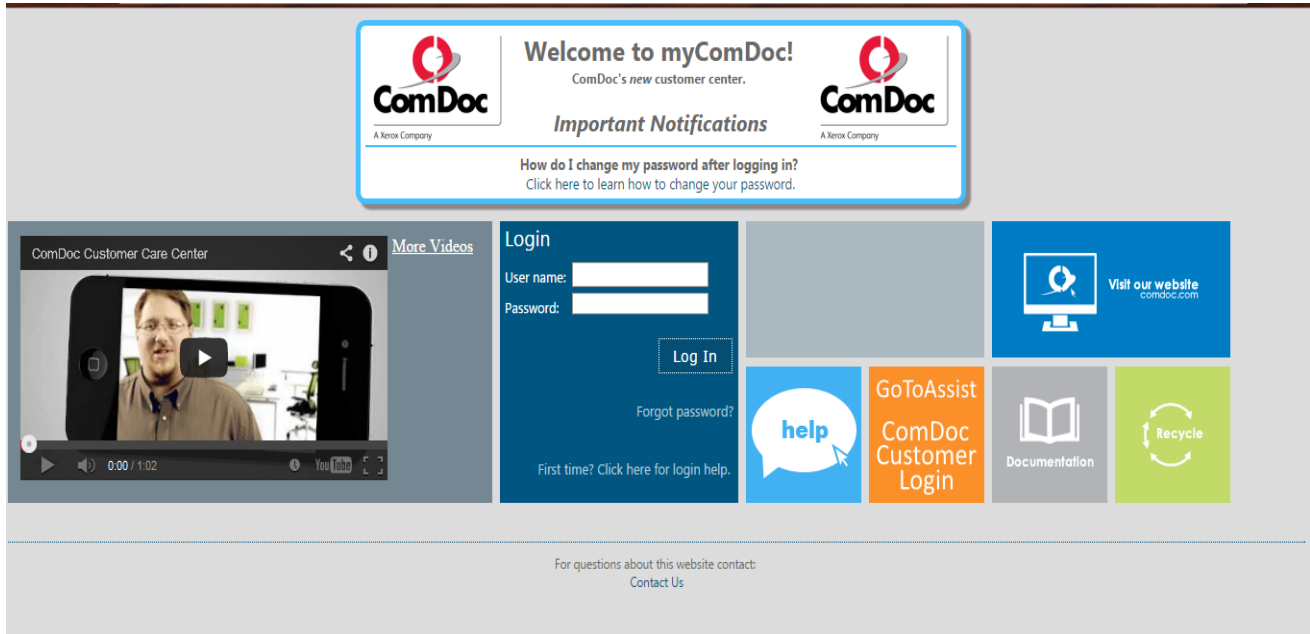 ComDoc
A Xerox Company
Welcome to myComDoc!
ComDoc's new customer center.
Important Notifications
ComDoc
A Xerox Company
How do I change my password after logging in?
Click here to learn how to change your password.
ComDoc Customer Care Center
More Videos
0:00 / 1:02
YouTube
Login
User name:
Password:
Log In
Forgot password?
First time? Click here for login help.
Visit our website
comdoc.com
help
GoToAssist
ComDoc
Customer
Login
Documentation
Recycle
For questions about this website contact:
Contact Us